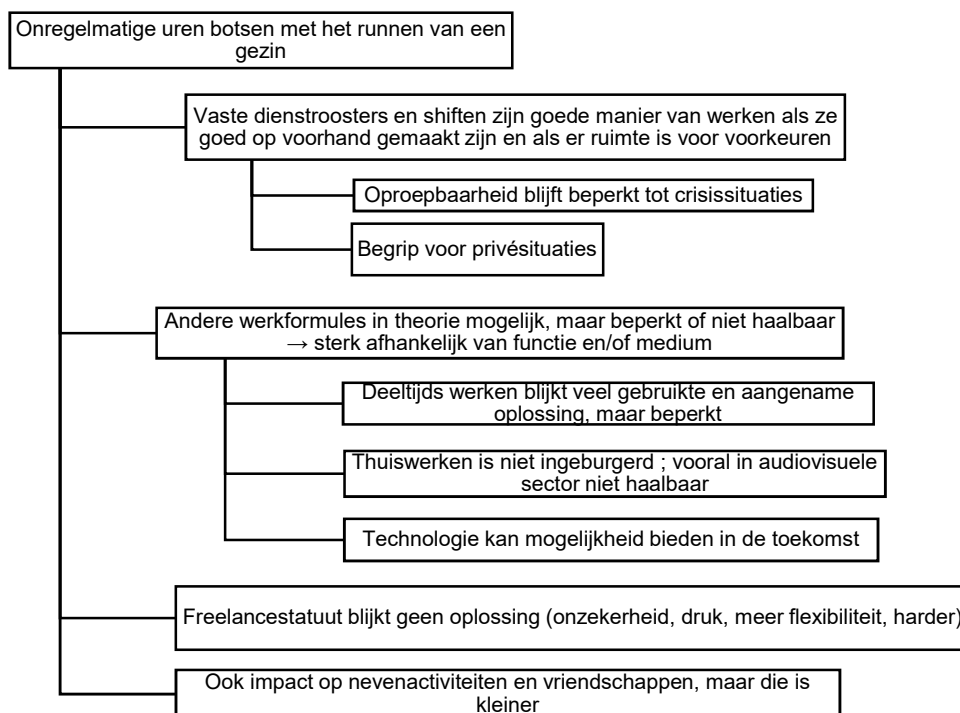 Onregelmatige uren botsen met het runnen van een
gezin
Vaste dienstroosters en shiften zijn goede manier van werken als ze
goed op voorhand gemaakt zijn en als er ruimte is voor voorkeuren
Oproepbaarheid blijft beperkt tot crisissituaties
Begrip voor privésituaties
Andere werkformules in theorie mogelijk, maar beperkt of niet haalbaar
→ sterk afhankelijk van functie en/of medium
Deeltijds werken blijkt veel gebruikte en aangename
oplossing, maar beperkt
Thuiswerken is niet ingeburgerd ; vooral in audiovisuele
sector niet haalbaar
Technologie kan mogelijkheid bieden in de toekomst
Freelancestatuut blijkt geen oplossing (onzekerheid, druk, meer flexibiliteit, harder)
Ook impact op nevenactiviteiten en vriendschappen, maar die is
kleiner